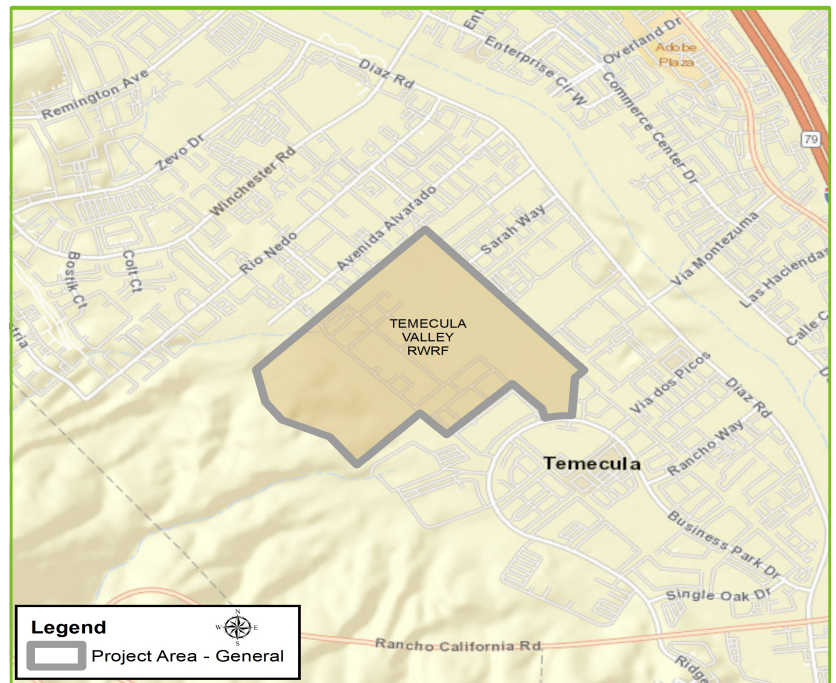 Ent
Overland Dr
Adobe
Plaza
Enterprise Cir W
Diaz Rd
Remington Ave
Commerce Center Dr
79
Zevo Dr
Winchester Rd
Avenida Alvarado
Sarah Way
Rio Nedo
Via Montezuma
Bostik Ct
Colt Ct
Las Haciendas
Calle C
tria
TEMECULA
VALLEY
RWRF
Via dos Picos
Diaz Rd
D
Rancho Way
Temecula
Business Park Dr
Single Oak Dr
Legend
N
W E
S
Project Area - General
Rancho California Rd
Ridge